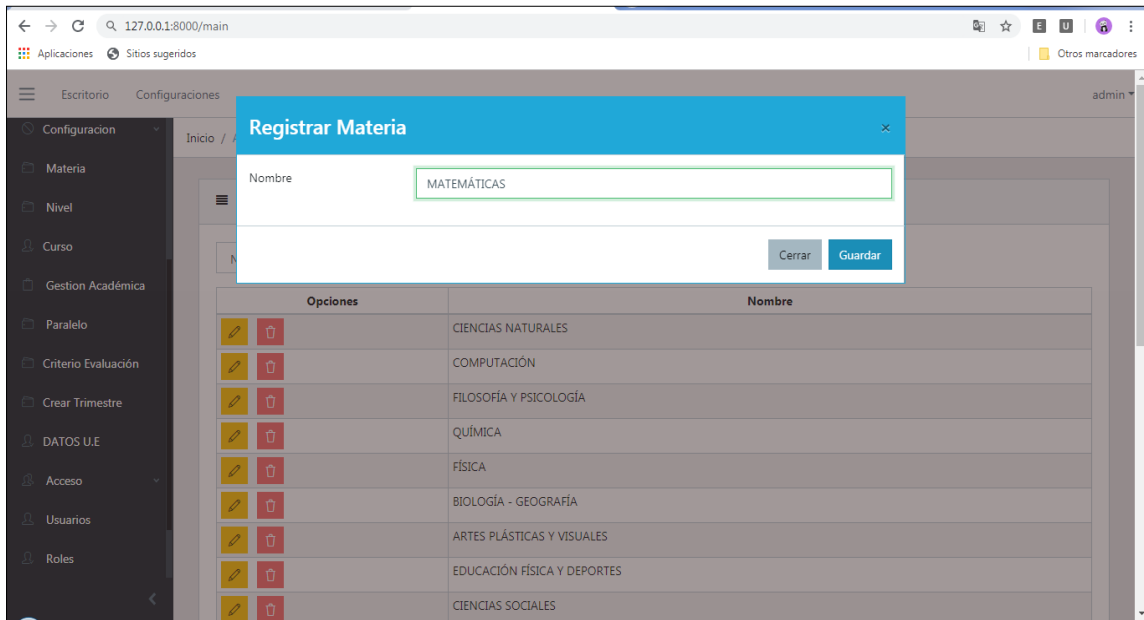 127.0.0.1:8000/main
E U
Aplicaciones Sitios sugeridos Otros marcadores
Escritorio Configuraciones admin
Configuracion
Materia
Nivel
Curso
Gestion Académica
Paralelo
Criterio Evaluación
Crear Trimestre
DATOS U.E
Acceso
Usuarios
Roles
Inicio /
Registrar Materia ×
Nombre MATEMÁTICAS
Cerrar Guardar
Opciones Nombre
CIENCIAS NATURALES
COMPUTACIÓN
FILOSOFÍA Y PSICOLOGÍA
QUÍMICA
FÍSICA
BIOLOGÍA - GEOGRAFÍA
ARTES PLÁSTICAS Y VISUALES
EDUCACIÓN FÍSICA Y DEPORTES
CIENCIAS SOCIALES